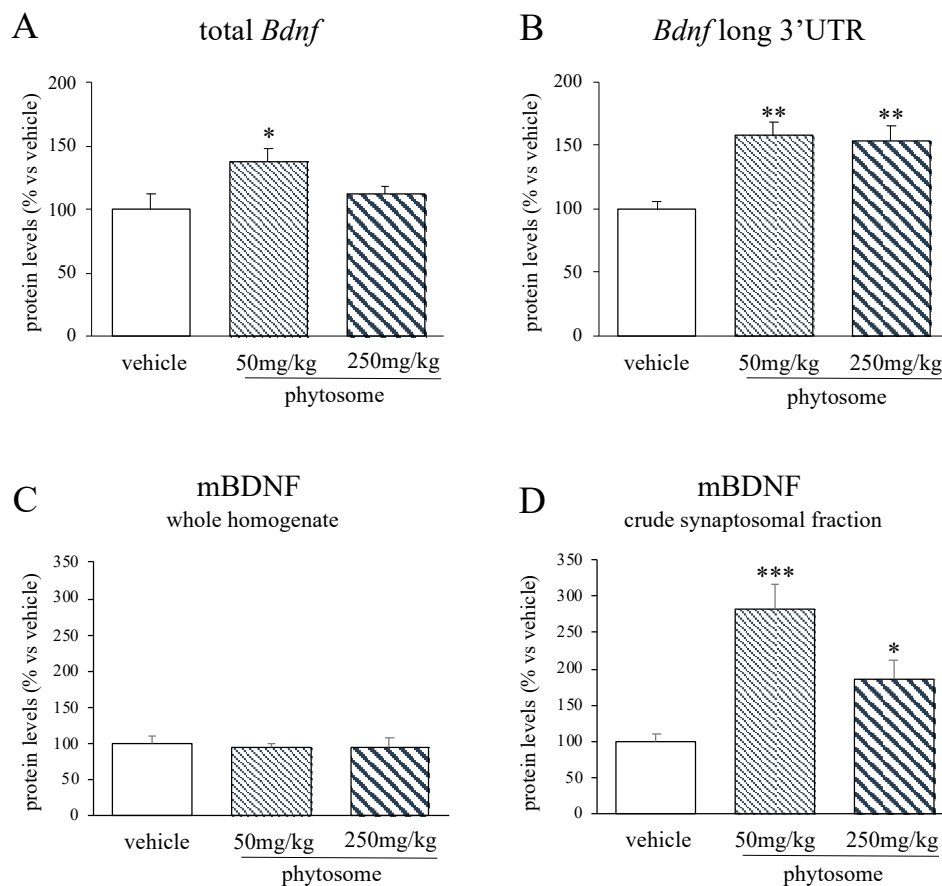 A
total Bdnf
protein levels (% vs vehicle)
200
150
100
50
0
*
vehicle
50mg/kg
250mg/kg
phytosome
B
Bdnf long 3’UTR
protein levels (% vs vehicle)
200
150
100
50
0
**
**
vehicle
50mg/kg
250mg/kg
phytosome
C
mBDNF
whole homogenate
protein levels (% vs vehicle)
350
300
250
200
150
100
50
0
vehicle
50mg/kg
250mg/kg
phytosome
D
mBDNF
crude synaptosomal fraction
protein levels (% vs vehicle)
350
300
250
200
150
100
50
0
***
*
vehicle
50mg/kg
250mg/kg
phytosome